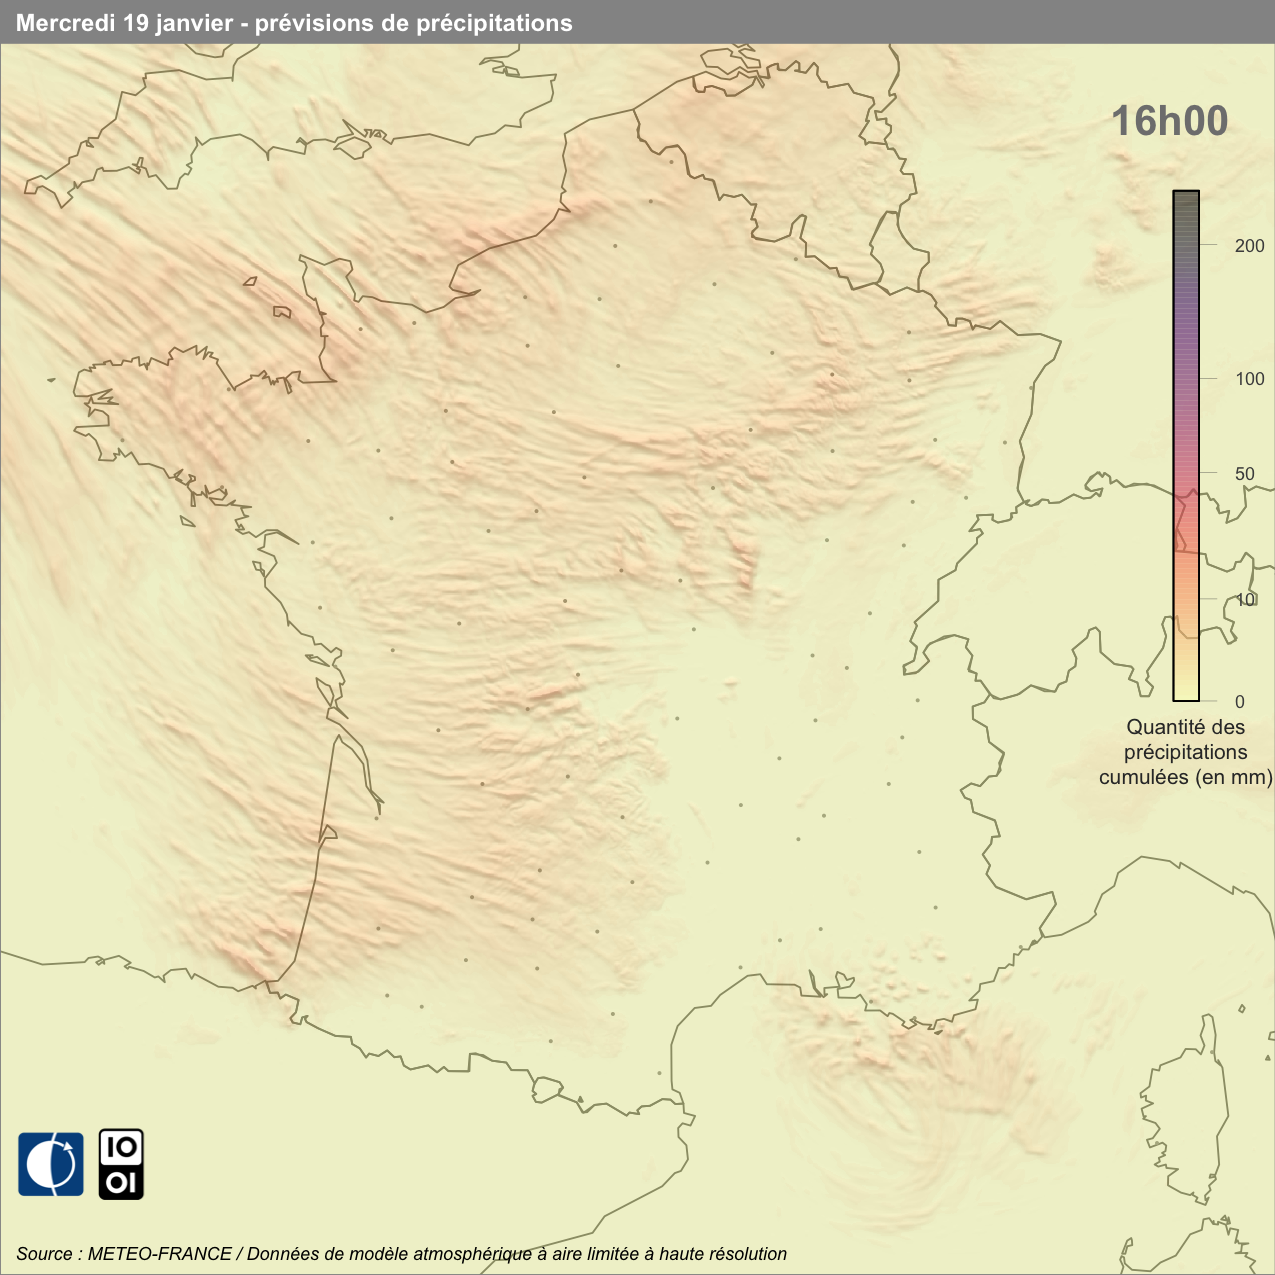 Mercredi 19 janvier - prévisions de précipitations
16h00
200
100
50
10
0
Quantité des
précipitations
cumulées (en mm)
IO
OI
Source : METEO-FRANCE / Données de modèle atmosphérique à aire limitée à haute résolution